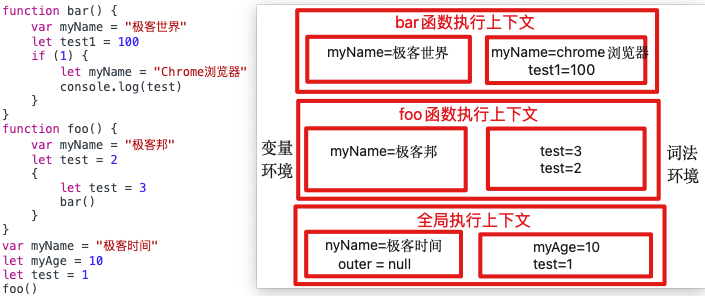 function bar() {
    var myName = "极客世界"
    let test1 = 100
    if (1) {
        let myName = "Chrome浏览器"
        console.log(test)
    }
}
function foo() {
    var myName = "极客邦"
    let test = 2
    {
        let test = 3
        bar()
    }
}
var myName = "极客时间"
let myAge = 10
let test = 1
foo()
bar函数执行上下文
myName=极客世界
myName=chrome浏览器
test1=100
foo函数执行上下文
变量
环境
myName=极客邦
test=3
test=2
词法
环境
全局执行上下文
nyName=极客时间
outer = null
myAge=10
test=1